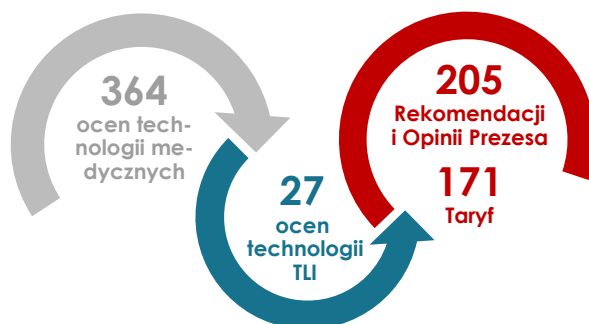 364
ocen tech-
nologii me-
dycznych
27
ocen
technologii
TLI
205
Rekomendacji
i Opinii Prezesa
171
Taryf